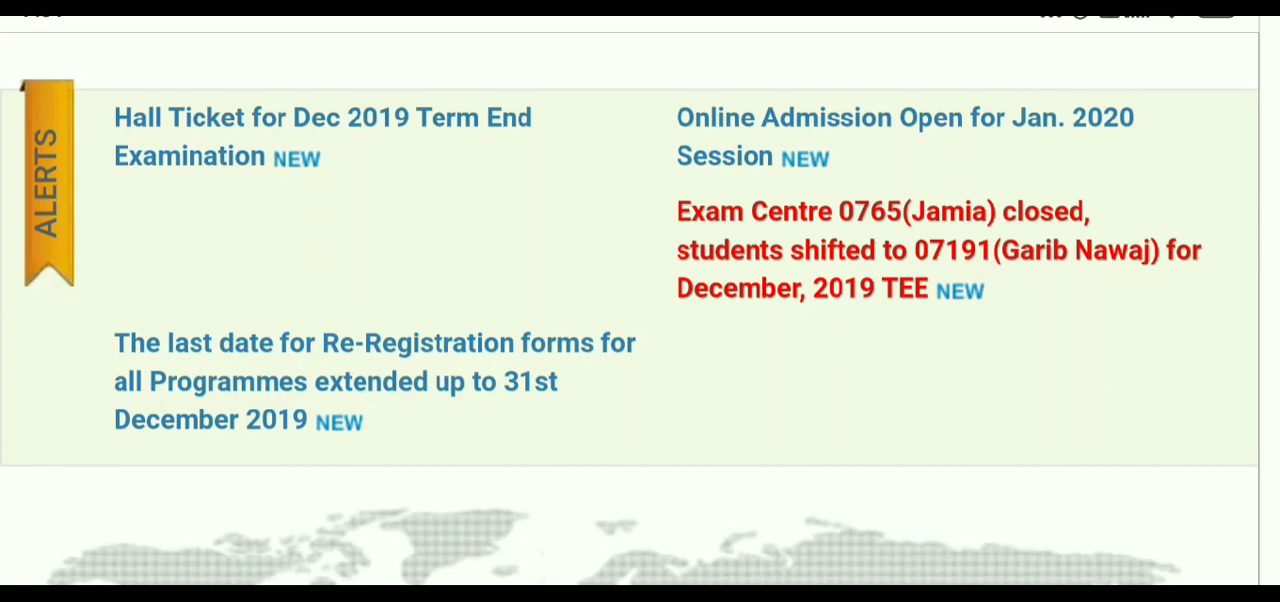 ALERTS
Hall Ticket for Dec 2019 Term End
Examination NEW
Online Admission Open for Jan. 2020
Session NEW
Exam Centre 0765(Jamia) closed,
students shifted to 07191(Garib Nawaj) for
December, 2019 TEE NEW
The last date for Re-Registration forms for
all Programmes extended up to 31st
December 2019 NEW